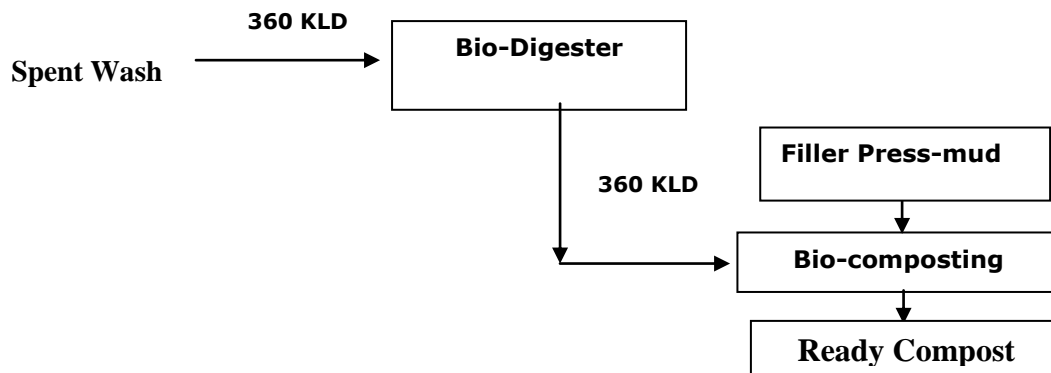 360 KLD
Spent Wash
Bio-Digester
360 KLD
Filler Press-mud
Bio-composting
Ready Compost